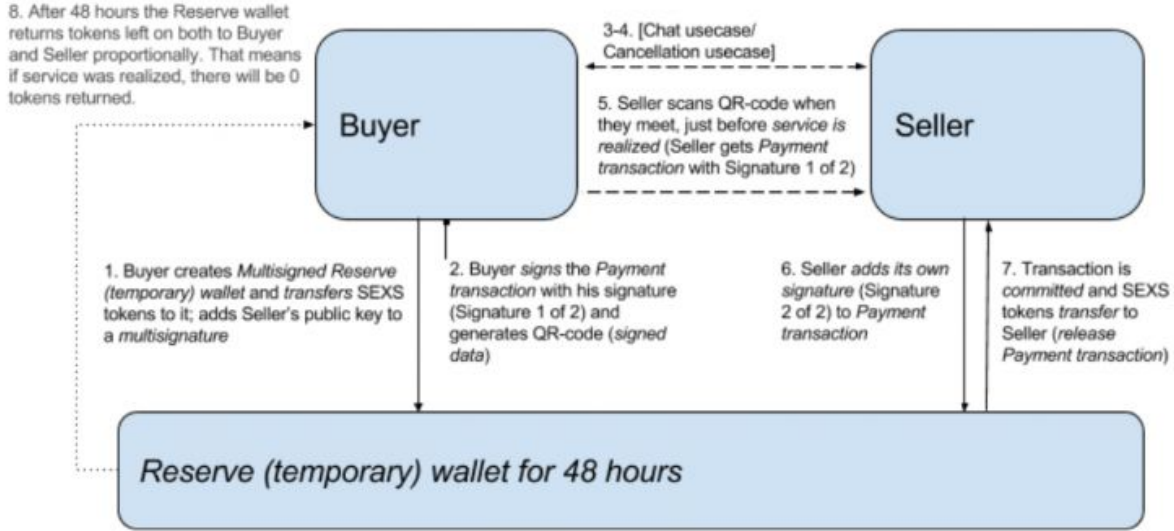 8. After 48 hours the Reserve wallet
returns tokens left on both to Buyer
and Seller proportionally. That means
if service was realized, there will be 0
tokens returned.
Buyer
3-4. [Chat usecase/
Cancellation usecase]
5. Seller scans QR-code when
they meet, just before service is
realized (Seller gets Payment
transaction with Signature 1 of 2)
Seller
1. Buyer creates Multisigned Reserve
(temporary) wallet and transfers SEXS
tokens to it; adds Seller's public key to
a multisignature
2. Buyer signs the Payment
transaction with his signature
(Signature 1 of 2) and
generates QR-code (signed
data)
6. Seller adds its own
signature (Signature
2 of 2) to Payment
transaction
7. Transaction is
committed and SEXS
tokens transfer to
Seller (release
Payment transaction)
Reserve (temporary) wallet for 48 hours